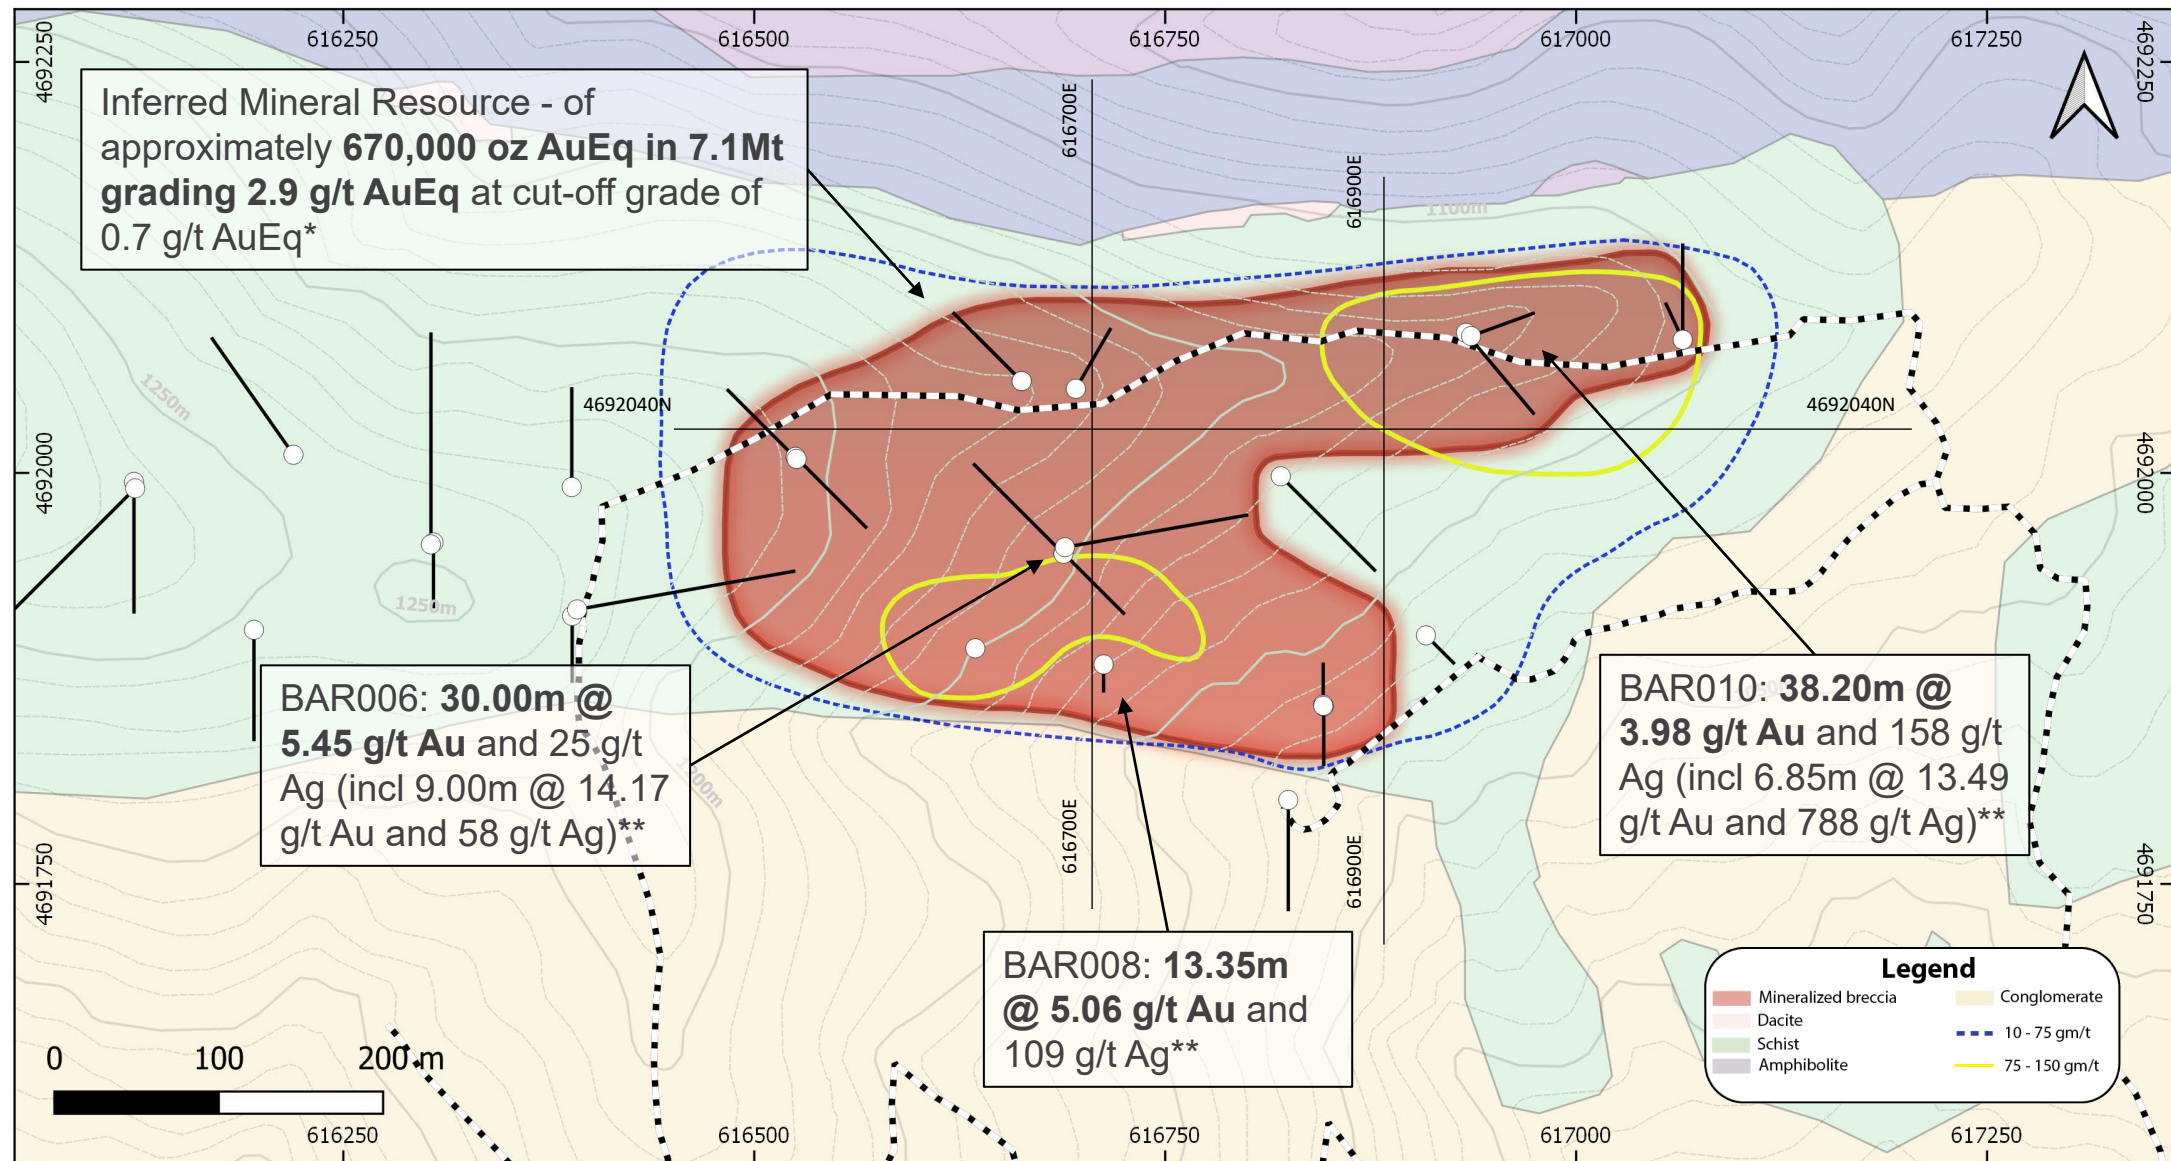 616250
616500
616750
617000
617250
4692250
4692250
Inferred Mineral Resource - of
approximately 670,000 oz AuEq in 7.1Mt
grading 2.9 g/t AuEq at cut-off grade of
0.7 g/t AuEq*
616700E
616900E
1100m
1250m
4692040N
4692040N
4692000
4692000
1250m
BAR006: 30.00m @
5.45 g/t Au and 25 g/t
Ag (incl 9.00m @ 14.17
g/t Au and 58 g/t Ag)**
1200m
BAR010: 38.20m @
3.98 g/t Au and 158 g/t
Ag (incl 6.85m @ 13.49
g/t Au and 788 g/t Ag)**
616700E
616900E
4691750
4691750
BAR008: 13.35m
@ 5.06 g/t Au and
109 g/t Ag**
Legend
Mineralized breccia
Dacite
Schist
Amphibolite
Conglomerate
10 - 75 gm/t
75 - 150 gm/t
0 100 200 m
616250
616500
616750
617000
617250